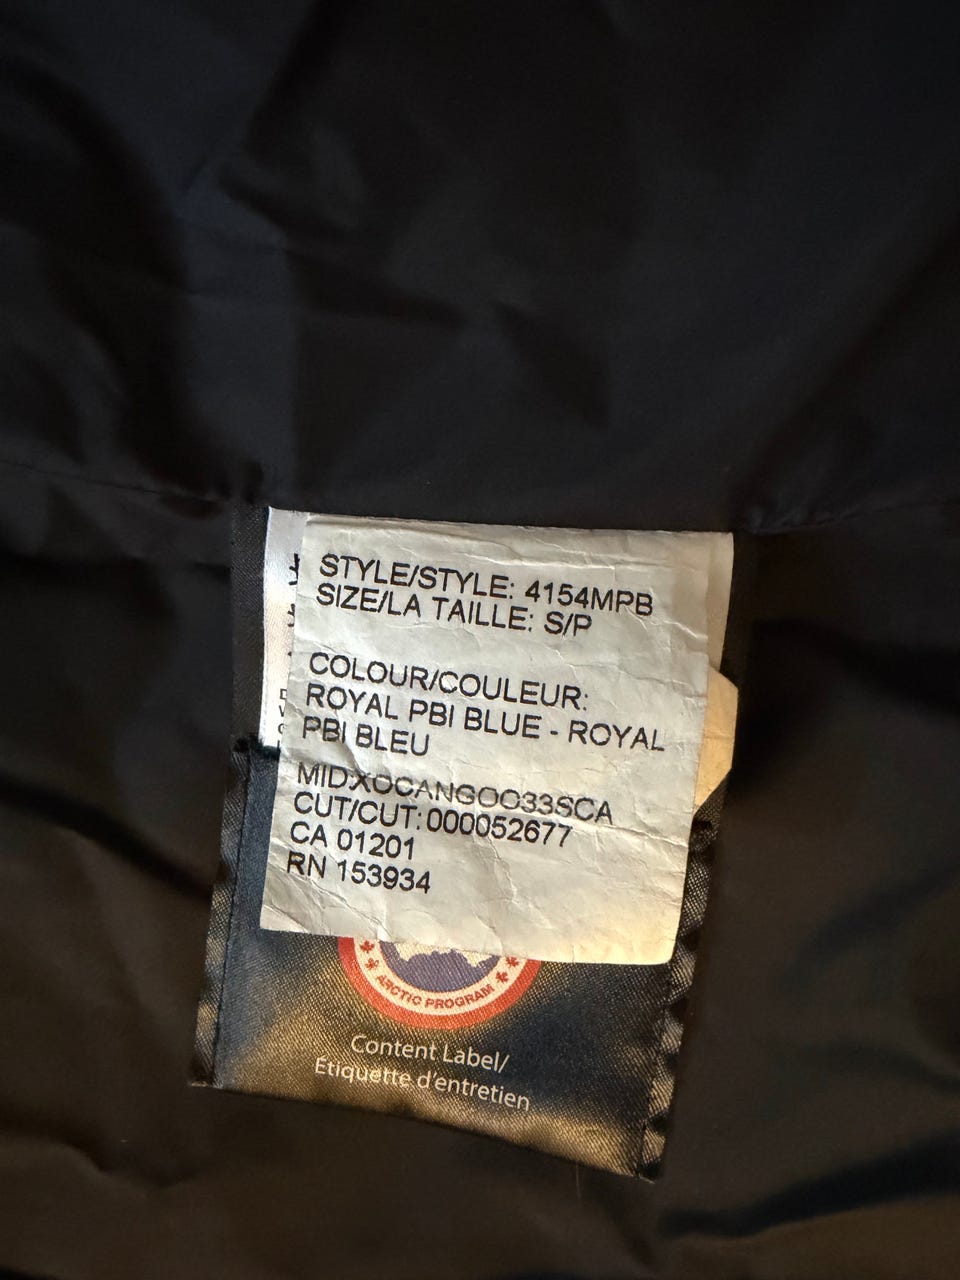 STYLE/STYLE: 4154MPB
SIZE/LA TAILLE: S/P
COLOUR/COULEUR:
ROYAL PBI BLUE - ROYAL
PBI BLEU
MID:XOCANGOO33SCA
CUT/CUT:000052677
CA 01201
RN 153934
ARCTIC PROGRAM
Content Label/
Étiquette d'entretien